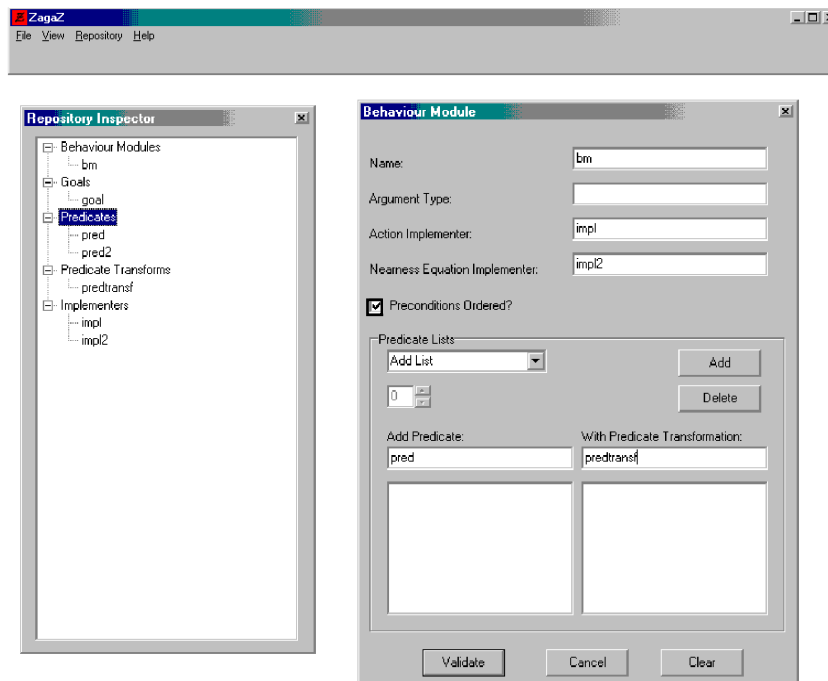 ZagaZ
File View Repository Help
Repository Inspector
Behaviour Modules
bm
Goals
goal
Predicates
pred
pred2
Predicate Transforms
predtransf
Implementers
impl
impl2
Behaviour Module
Name: bm
Argument Type:
Action Implementer: impl
Nearness Equation Implementer: impl2
Preconditions Ordered?
Predicate Lists
Add List Add
0 Delete
Add Predicate: With Predicate Transformation:
pred predtransf
Validate Cancel Clear